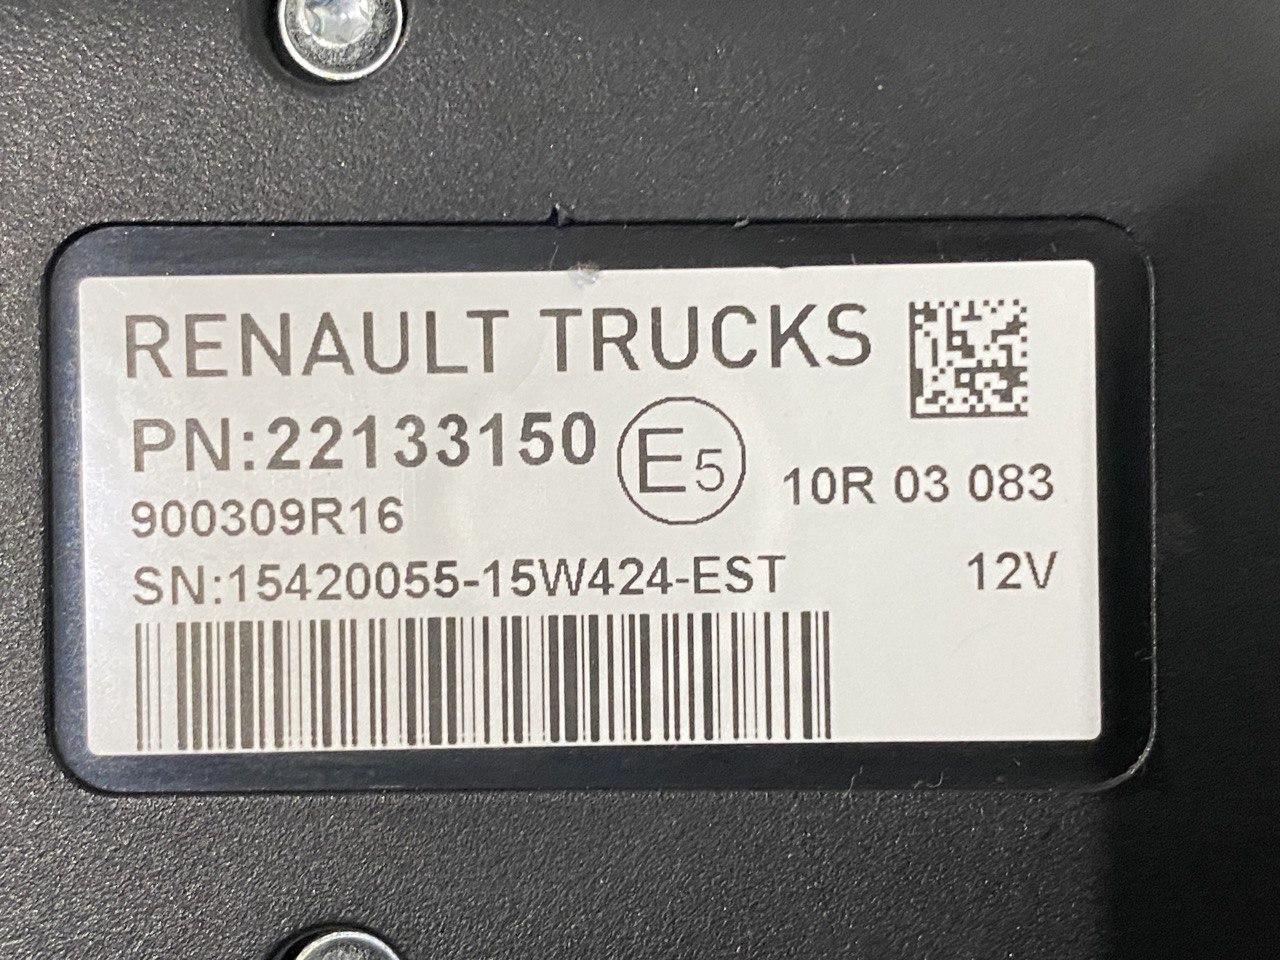 RENAULT TRUCKS
PN:22133150
E5
10R 03 083
900309R16
SN:15420055-15W424-EST
12V